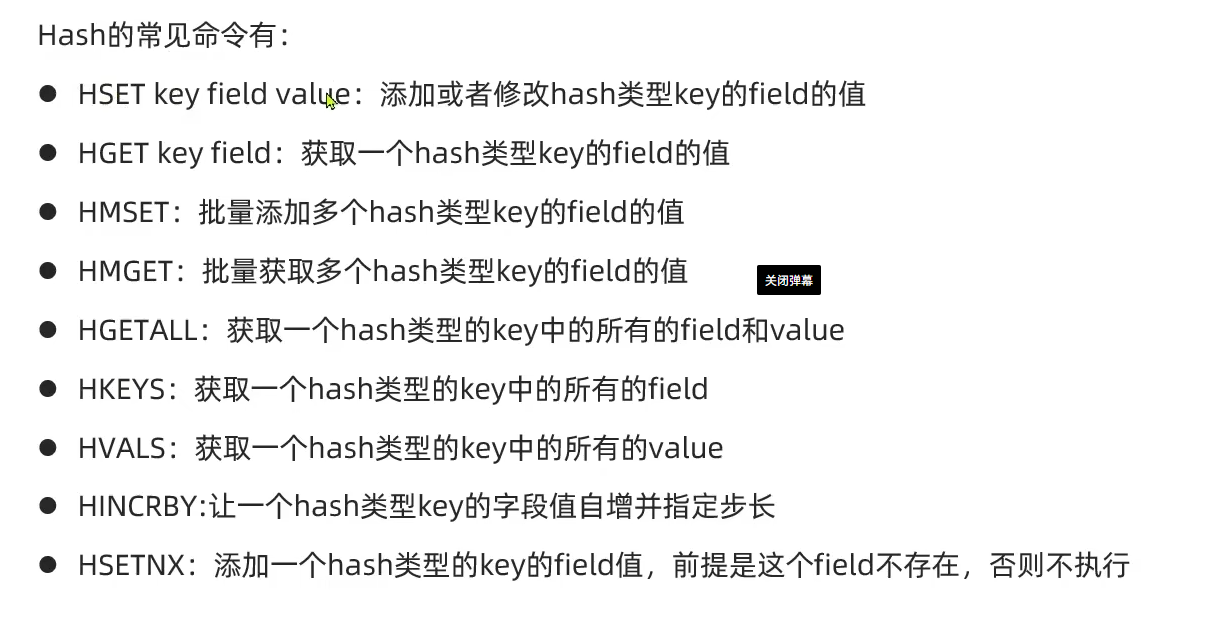 Hash的常见命令有：
● HSET key field value：添加或者修改hash类型key的field的值
● HGET key field：获取一个hash类型key的field的值
● HMSET：批量添加多个hash类型key的field的值
● HMGET：批量获取多个hash类型key的field的值
关闭弹幕
● HGETALL：获取一个hash类型的key中的所有的field和value
● HKEYS：获取一个hash类型的key中的所有的field
● HVALS：获取一个hash类型的key中的所有的value
● HINCRBY:让一个hash类型key的字段值自增并指定步长
● HSETNX：添加一个hash类型的key的field值，前提是这个field不存在，否则不执行